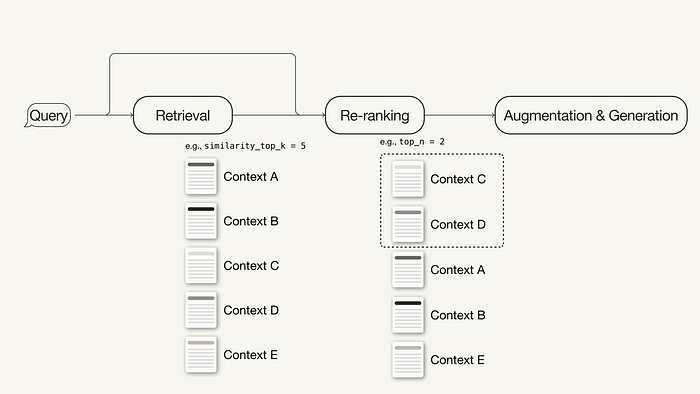 Query
Retrieval
Re-ranking
Augmentation & Generation
e.g., similarity_top_k = 5
Context A
Context B
Context C
Context D
Context E
e.g., top_n = 2
Context C
Context D
Context A
Context B
Context E